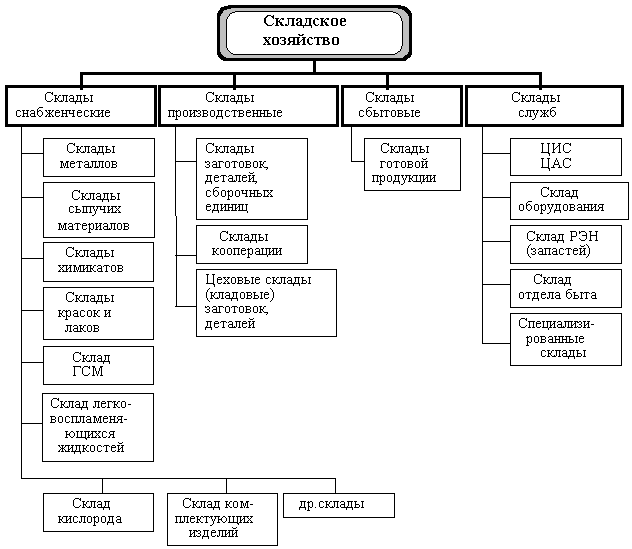 Складское
хозяйство
Склады
снабженческие
Склады
производственные
Склады
сбытовые
Склады
служб
Склады
металлов
Склады
сыпучих
материалов
Склады
химикатов
Склады
красок и
лаков
Склад
ГСМ
Склад легко-
воспламеня-
ющихся
жидкостей
Склады
заготовок,
деталей,
сборочных
единиц
Склады
кооперации
Цеховые склады
(кладовые)
заготовок,
деталей
Склады
готовой
продукции
ЦИС
ЦАС
Склад
оборудования
Склад РЭН
(запастей)
Склад
отдела быта
Специализи-
рованные
склады
Склад
кислорода
Склад ком-
плектующих
изделий
др.склады